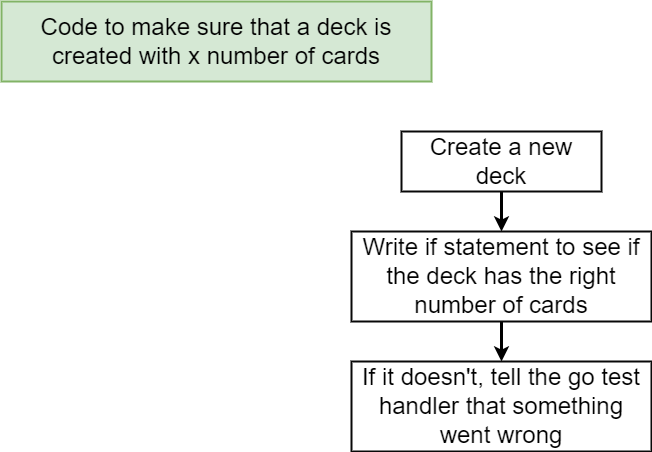 Code to make sure that a deck is
created with x number of cards
Create a new
deck
Write if statement to see if
the deck has the right
number of cards
If it doesn't, tell the go test
handler that something
went wrong